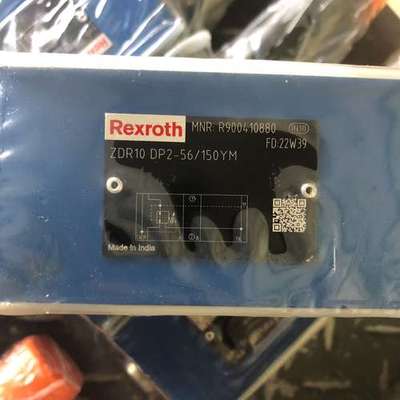 Rexroth
MNR: R900410880
FD:22W39
ZDR10 DP2-56/150YM
Made in India